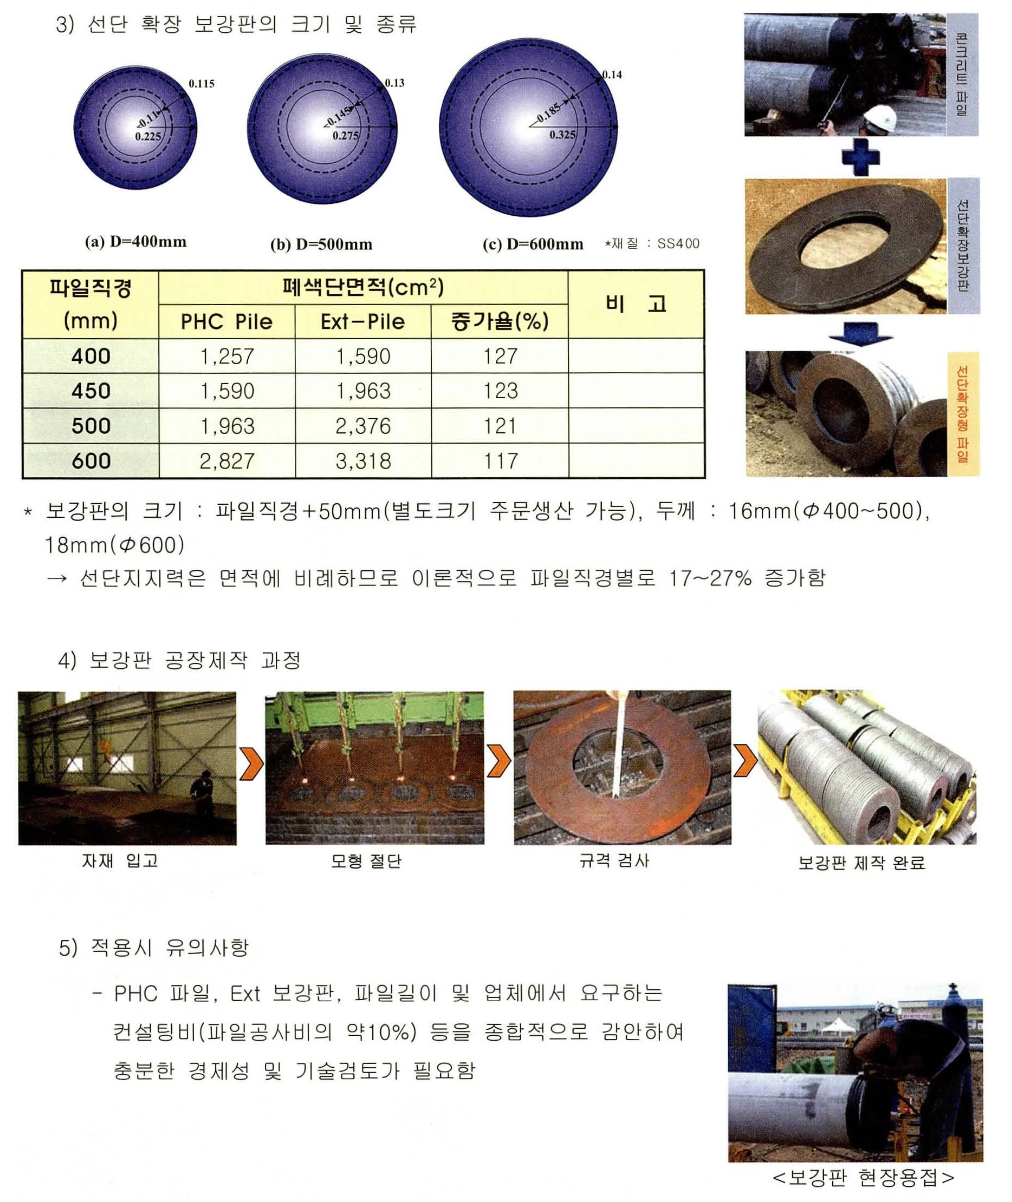 3) 선단 확장 보강판의 크기 및 종류
0.115
0.11
0.225
0.13
0.145
0.275
0.14
0.185
0.325
(a) D=400mm
(b) D=500mm
(c) D=600mm
*재질 : SS400
콘크리트 파일
선단확장보강판
선단확장형 파일
파일직경 (mm) 폐색단면적(cm²) 비 고
PHC Pile Ext-Pile 증가율(%)
400 1,257 1,590 127
450 1,590 1,963 123
500 1,963 2,376 121
600 2,827 3,318 117
* 보강판의 크기 : 파일직경+50mm(별도크기 주문생산 가능), 두께 : 16mm(Φ400~500),
18mm(Φ600)
→ 선단지지력은 면적에 비례하므로 이론적으로 파일직경별로 17~27% 증가함
4) 보강판 공장제작 과정
자재 입고
모형 절단
규격 검사
보강판 제작 완료
5) 적용시 유의사항
- PHC 파일, Ext 보강판, 파일길이 및 업체에서 요구하는
컨설팅비(파일공사비의 약10%) 등을 종합적으로 감안하여
충분한 경제성 및 기술검토가 필요함
<보강판 현장용접>